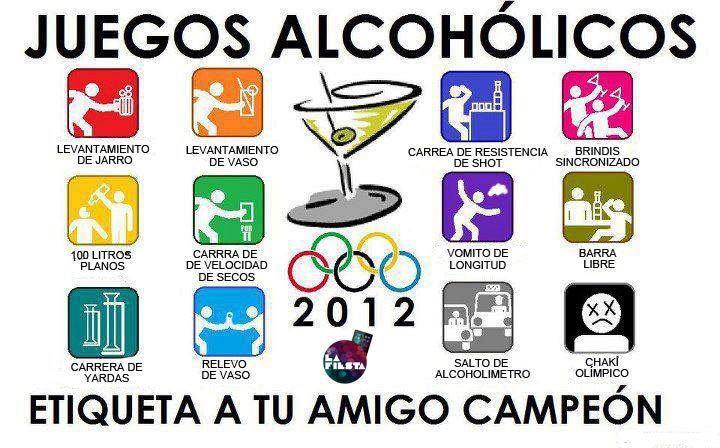 JUEGOS ALCOHÓLICOS
LEVANTAMIENTO
DE JARRO
LEVANTAMIENTO
DE VASO
CARREA DE RESISTENCIA
DE SHOT
BRINDIS
SINCRONIZADO
100 LITROS
PLANOS
CARRRA DE
DE VELOCIDAD
DE SECOS
VOMITO DE
LONGITUD
BARRA
LIBRE
2012
CARRERA DE
YARDAS
RELEVO
DE VASO
LA
FIESTA
SALTO DE
ALCOHOLIMETRO
ÇHAKÍ
OLÍMPICO
ETIQUETA A TU AMIGO CAMPEÓN